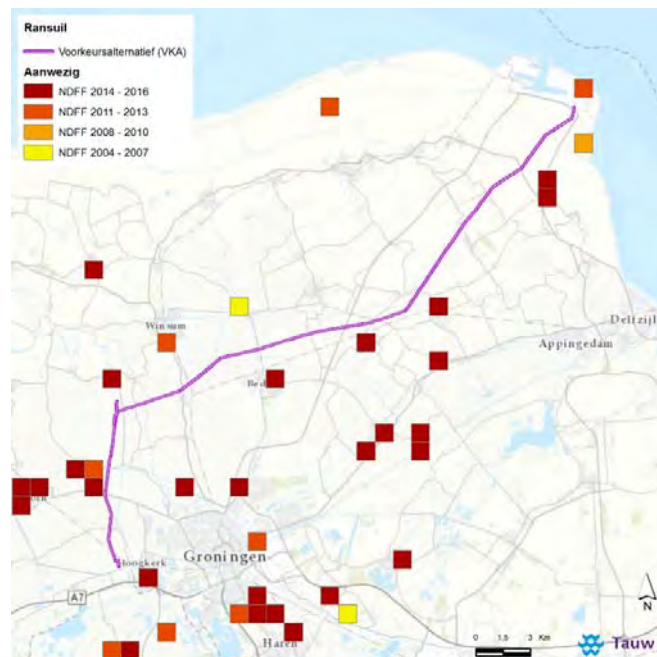 Ransuil
Voorkeursalternatief (VKA)
Aanwezig
NDFF 2014 - 2016
NDFF 2011 - 2013
NDFF 2008 - 2010
NDFF 2004 - 2007
Winsum
Delfzijl
Appingedam
Hoogkerk
Groningen
A7
Haren
N
0 1.5 3 Km
Tauw